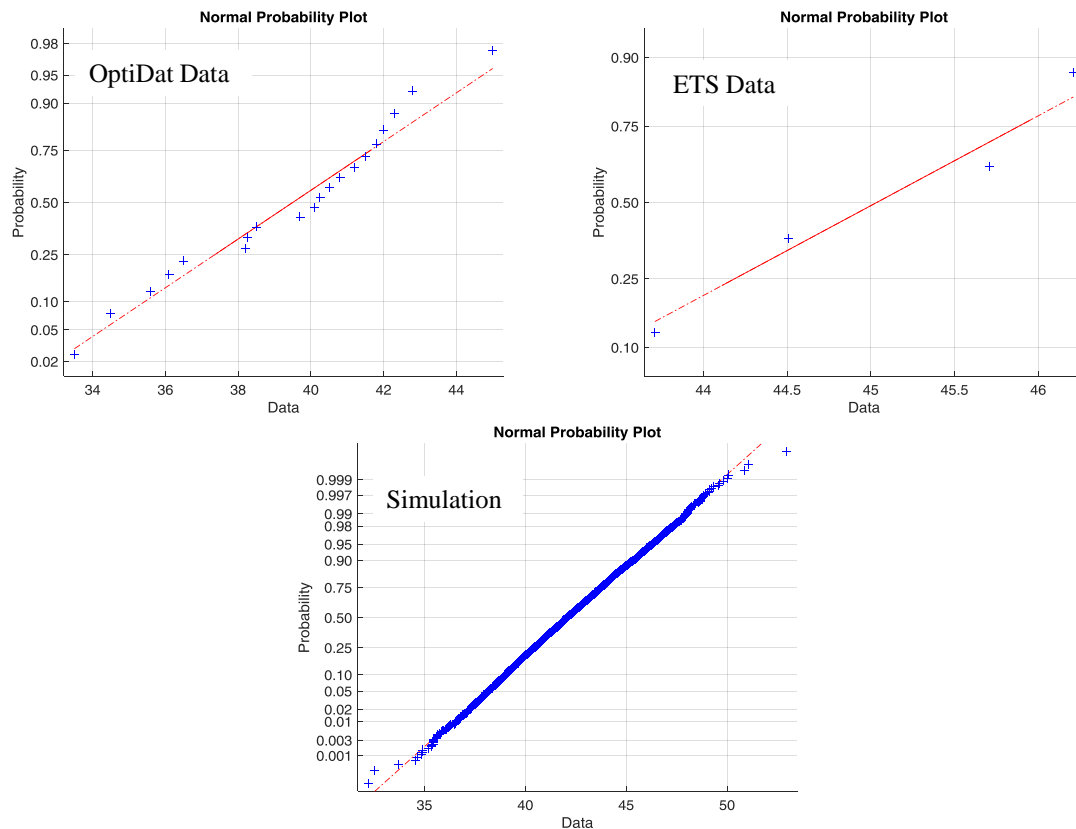 Normal Probability Plot
OptiDat Data
0.98
0.95
0.90
0.75
0.50
0.25
0.10
0.05
0.02
Probability
34 36 38 40 42 44
Data
Normal Probability Plot
ETS Data
0.90
0.75
0.50
0.25
0.10
Probability
44 44.5 45 45.5 46
Data
Normal Probability Plot
Simulation
0.999
0.997
0.99
0.98
0.95
0.90
0.75
0.50
0.25
0.10
0.05
0.02
0.01
0.003
0.001
Probability
35 40 45 50
Data